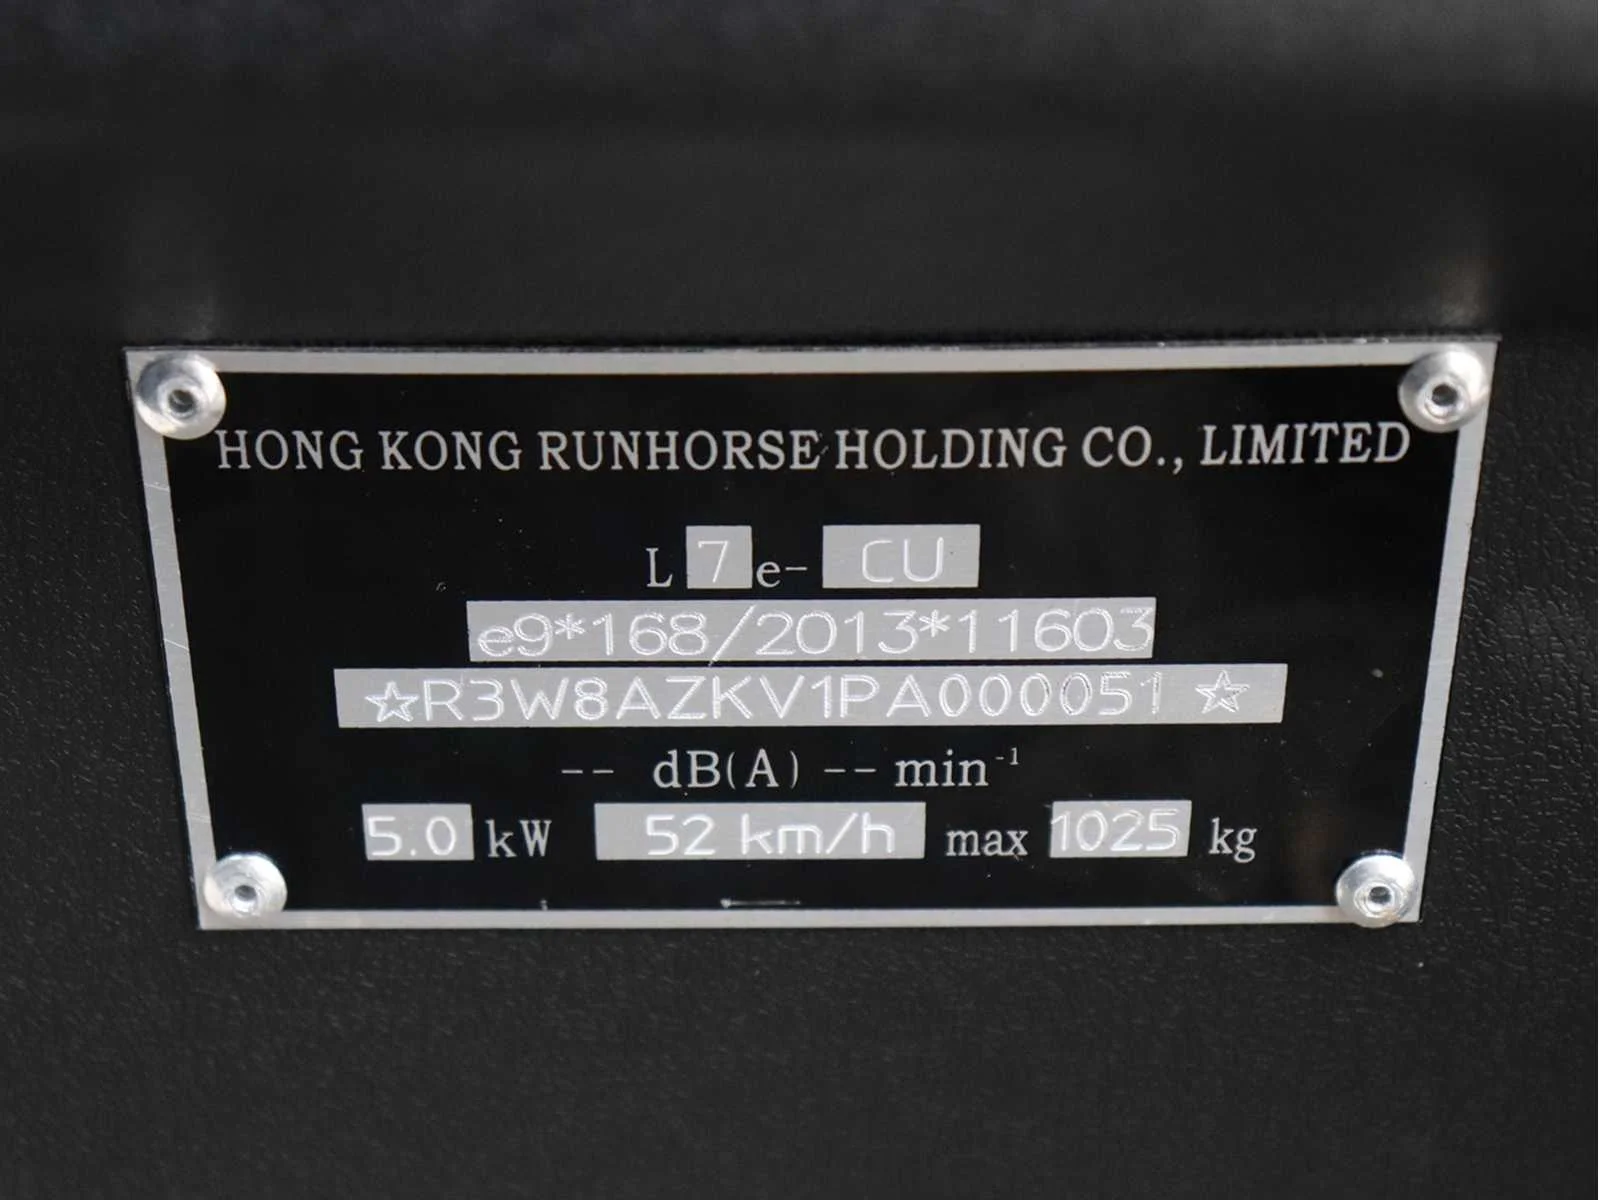 HONG KONG RUNHORSE HOLDING CO., LIMITED
L 7 e- CU
e9*168/2013*11603
☆R3W8AZKV1PA000051☆
-- dB(A) -- min⁻¹
5.0 kW 52 km/h max 1025 kg